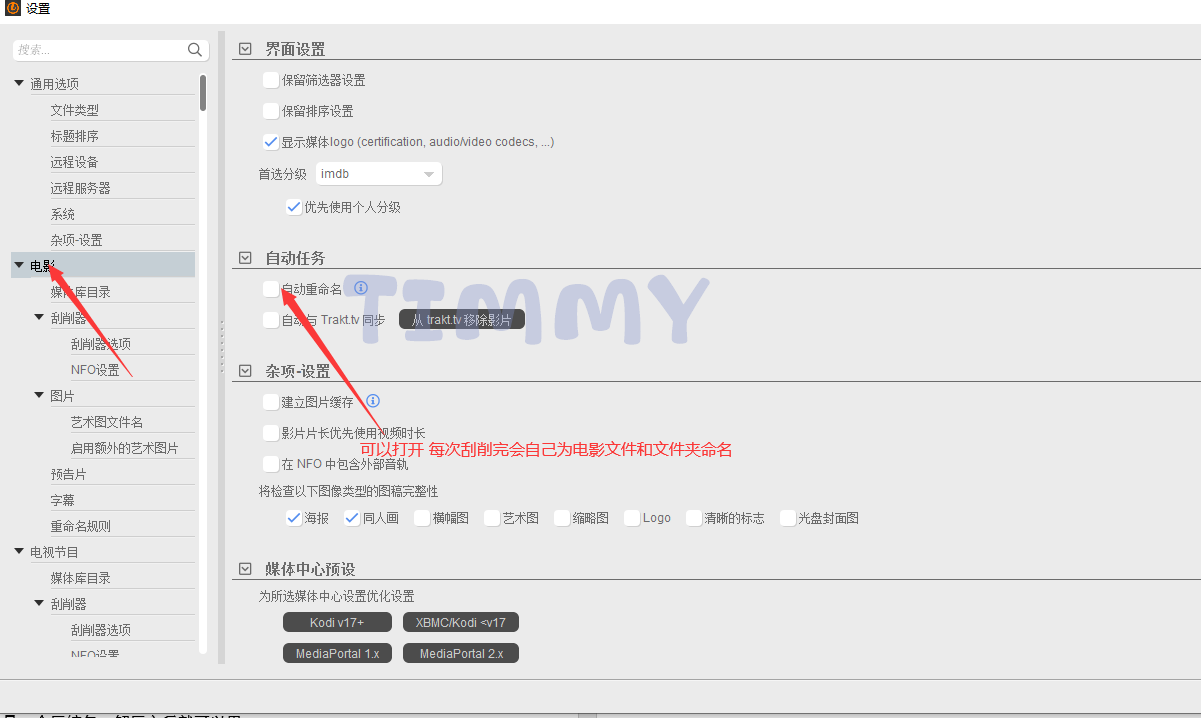 设置
搜索...
通用选项
文件类型
标题排序
远程设备
远程服务器
系统
杂项-设置
电影
媒体库目录
刮削器
刮削器选项
NFO设置
图片
艺术图文件名
启用额外的艺术图片
预告片
字幕
重命名规则
电视节目
媒体库目录
刮削器
刮削器选项
NFO设置
界面设置
保留筛选器设置
保留排序设置
显示媒体logo (certification, audio/video codecs, ...)
首选分级 imdb
优先使用个人分级
自动任务
自动重命名
自动与 Trakt.tv 同步 从 trakt.tv 移除影片
TIMMY
杂项-设置
建立图片缓存
影片片长优先使用视频时长
可以打开 每次刮削完会自己为电影文件和文件夹命名
在 NFO 中包含外部音轨
将检查以下图像类型的图稿完整性
海报 同人画 横幅图 艺术图 缩略图 Logo 清晰的标志 光盘封面图
媒体中心预设
为所选媒体中心设置优化设置
Kodi v17+ XBMC/Kodi <v17
MediaPortal 1.x MediaPortal 2.x